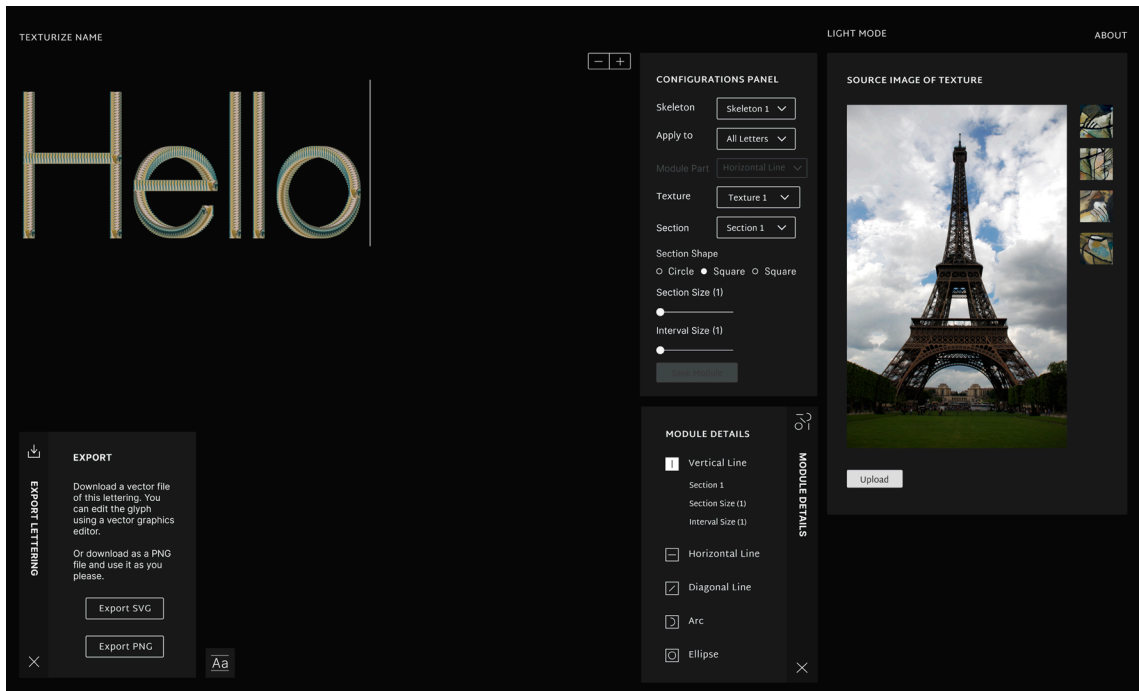 TEXTURIZE NAME
LIGHT MODE
ABOUT
Hello
CONFIGURATIONS PANEL
Skeleton
Skeleton 1
Apply to
All Letters
Module Part
Horizontal Line
Texture
Texture 1
Section
Section 1
Section Shape
Circle
Square
Square
Section Size (1)
Interval Size (1)
SOURCE IMAGE OF TEXTURE
Upload
MODULE DETAILS
Vertical Line
Section 1
Section Size (1)
Interval Size (1)
Horizontal Line
Diagonal Line
Arc
Ellipse
MODULE DETAILS
EXPORT LETTERING
EXPORT
Download a vector file
of this lettering. You
can edit the glyph
using a vector graphics
editor.
Or download as a PNG
file and use it as you
please.
Export SVG
Export PNG
Aa